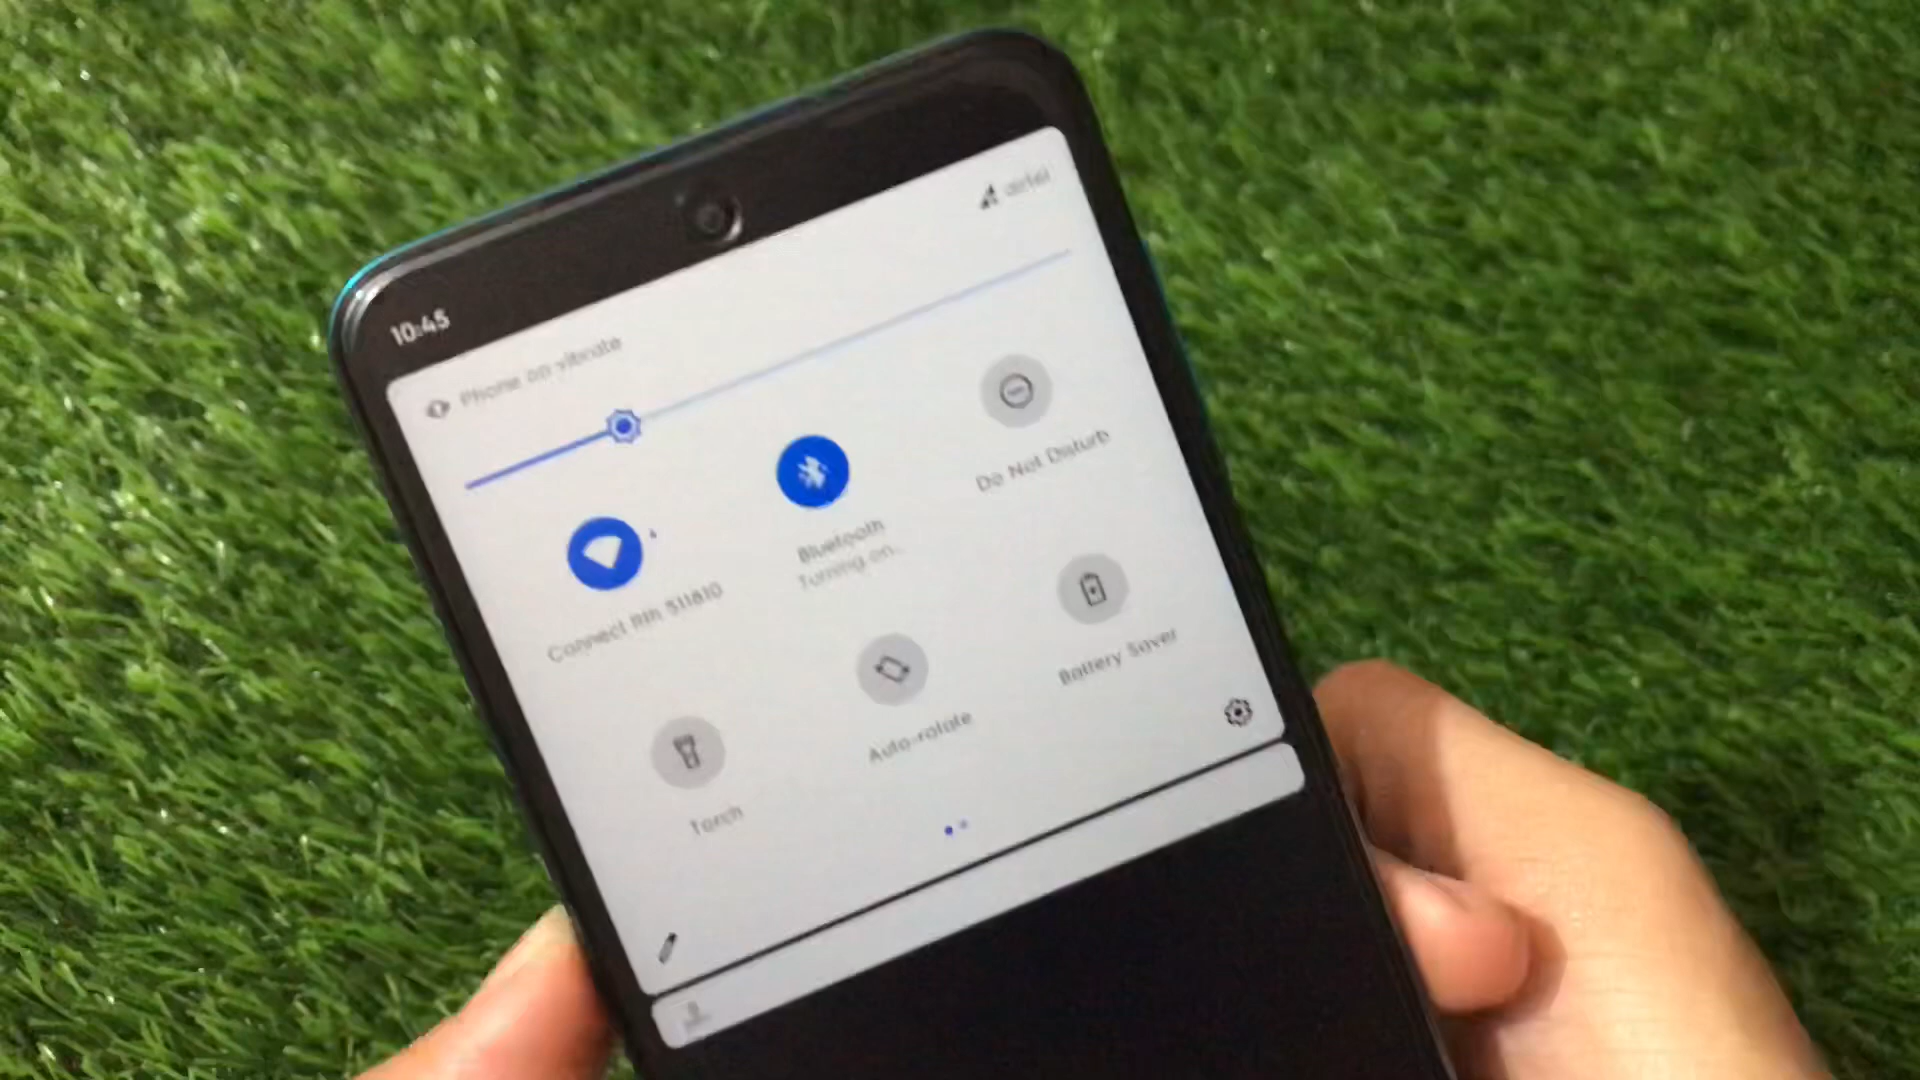 10:45
airtel
Phone on vibrate
Do Not Disturb
Bluetooth
Turning on...
Connect Pth 511810
Battery Saver
Auto-rotate
Torch